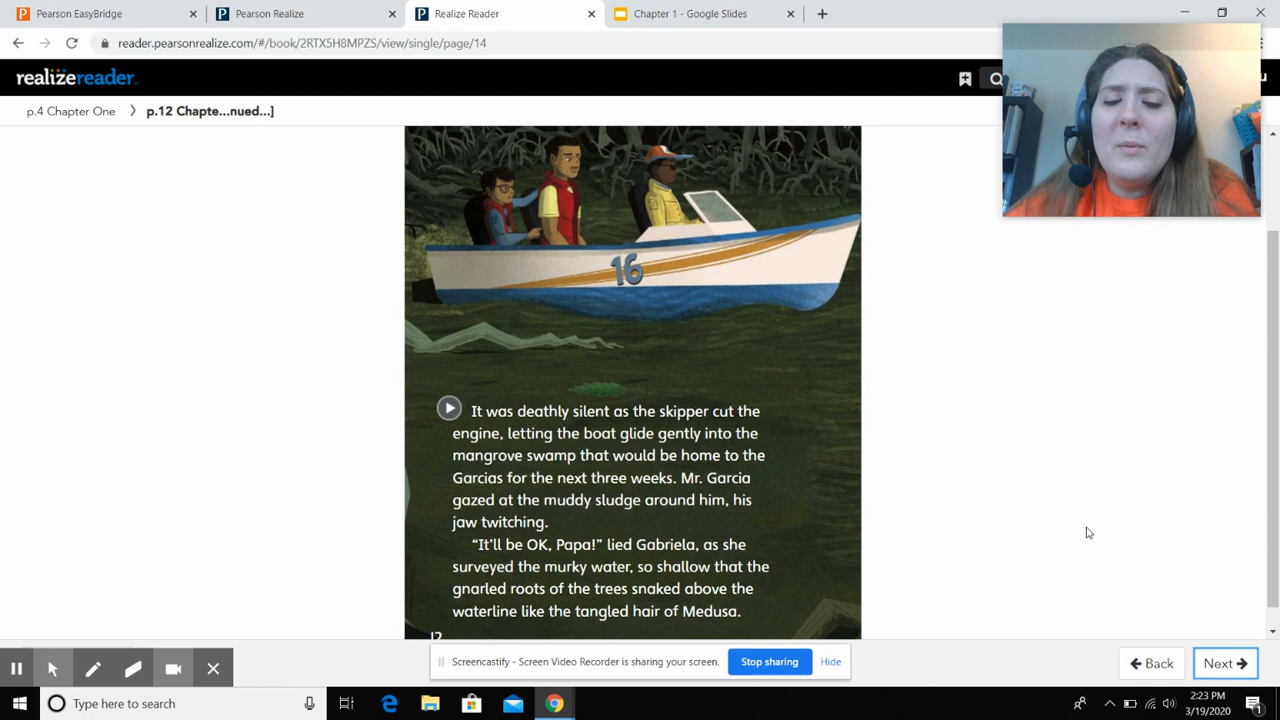 Pearson EasyBridge
Pearson Realize
Realize Reader
Chapter 1 - Google Slides
reader.pearsonrealize.com/#/book/2RTX5H8MPZS/view/single/page/14
realizereader
p.4 Chapter One
p.12 Chapte...nued...]
16
It was deathly silent as the skipper cut the
engine, letting the boat glide gently into the
mangrove swamp that would be home to the
Garcias for the next three weeks. Mr. Garcia
gazed at the muddy sludge around him, his
jaw twitching.
“It’ll be OK, Papa!” lied Gabriela, as she
surveyed the murky water, so shallow that the
gnarled roots of the trees snaked above the
waterline like the tangled hair of Medusa.
12
Screencastify - Screen Video Recorder is sharing your screen.
Stop sharing
Hide
Back
Next
Type here to search
2:23 PM
3/19/2020
1